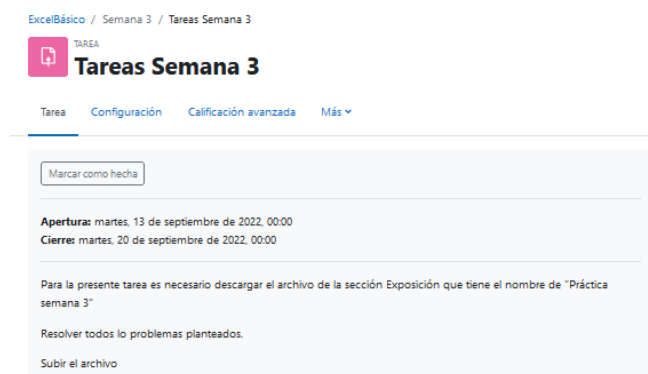 ExcelBásico / Semana 3 / Tareas Semana 3
TAREA
Tareas Semana 3
Tarea Configuración Calificación avanzada Más
Marcar como hecha
Apertura: martes, 13 de septiembre de 2022, 00:00
Cierre: martes, 20 de septiembre de 2022, 00:00
Para la presente tarea es necesario descargar el archivo de la sección Exposición que tiene el nombre de "Práctica
semana 3"
Resolver todos lo problemas planteados.
Subir el archivo